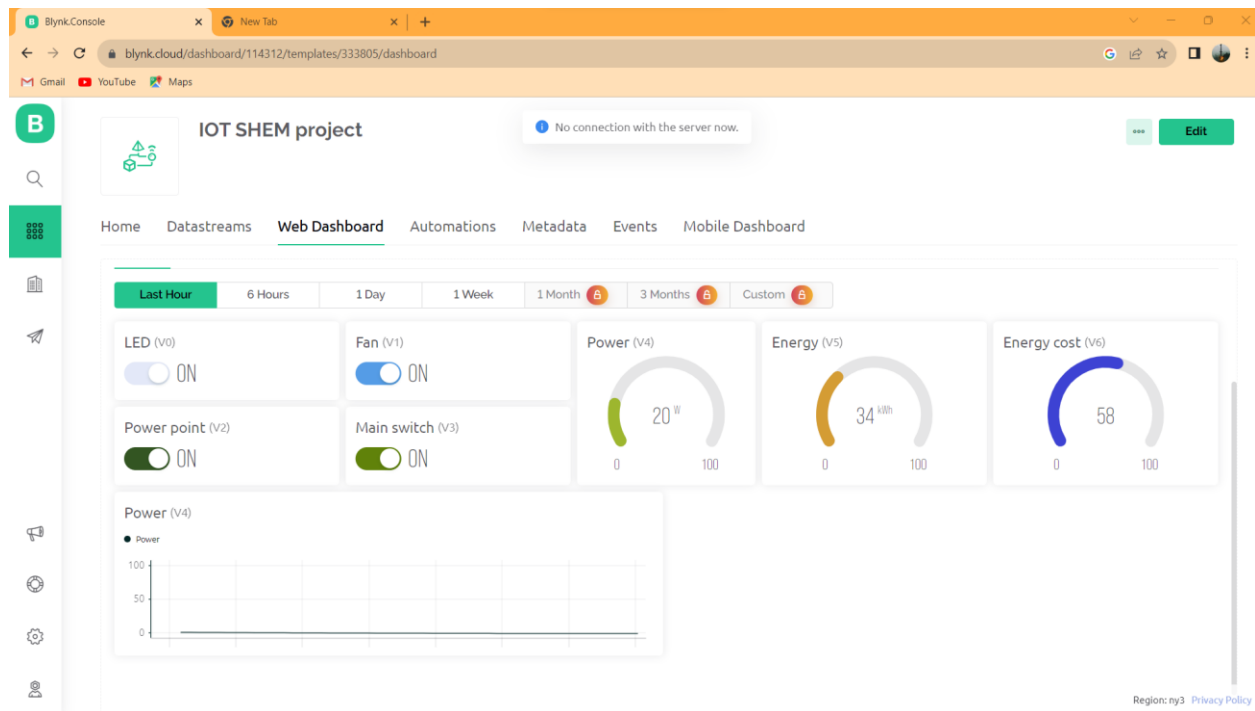 Blynk.Console New Tab
blynk.cloud/dashboard/114312/templates/333805/dashboard
Gmail YouTube Maps
B
IOT SHEM project
No connection with the server now.
Edit
Home Datastreams Web Dashboard Automations Metadata Events Mobile Dashboard
Last Hour 6 Hours 1 Day 1 Week 1 Month 3 Months Custom
LED (V0)
ON
Fan (V1)
ON
Power point (V2)
ON
Main switch (V3)
ON
Power (V4)
20 W
0 100
Energy (V5)
34 kWh
0 100
Energy cost (V6)
58
0 100
Power (V4)
Power
100
50
0
Region: ny3 Privacy Policy